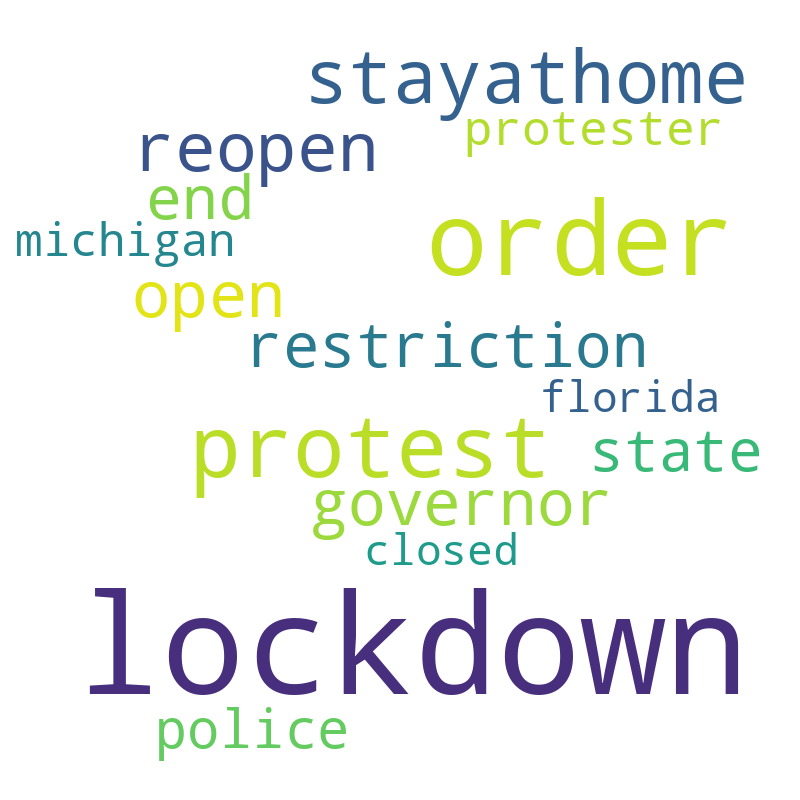 stayathome
protester
reopen
end
order
michigan
open
restriction
florida
protest
state
governor
closed
lockdown
police